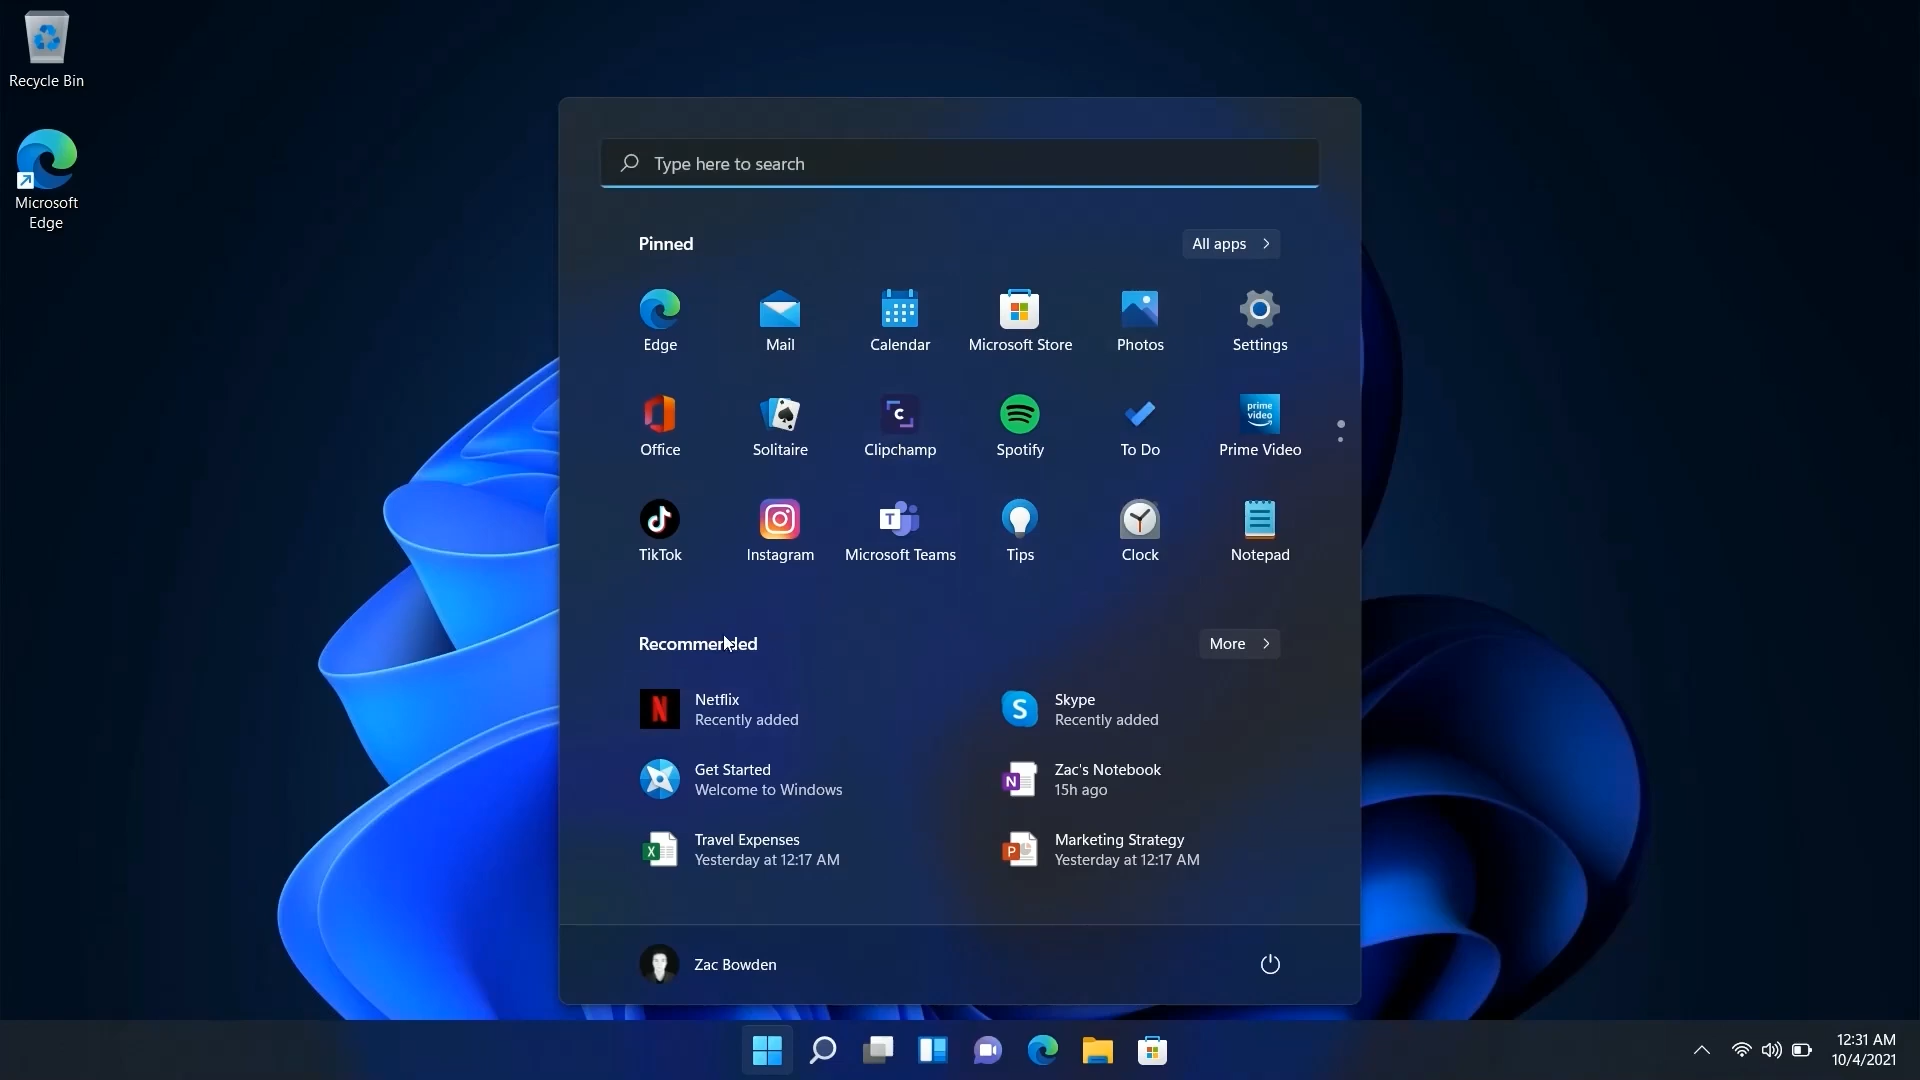 Recycle Bin
Microsoft
Edge
Type here to search
Pinned
All apps
Edge
Mail
Calendar
Microsoft Store
Photos
Settings
prime
video
Office
Solitaire
Clipchamp
Spotify
To Do
Prime Video
TikTok
Instagram
Microsoft Teams
Tips
Clock
Notepad
Recommended
More
Netflix
Recently added
Skype
Recently added
Get Started
Welcome to Windows
Zac's Notebook
15h ago
Travel Expenses
Yesterday at 12:17 AM
Marketing Strategy
Yesterday at 12:17 AM
Zac Bowden
12:31 AM
10/4/2021